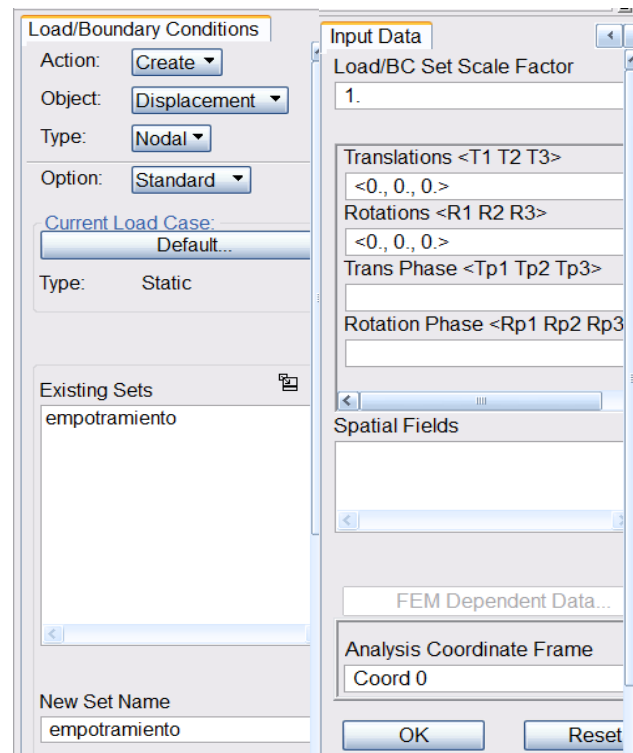 Load/Boundary Conditions
Action: Create
Object: Displacement
Type: Nodal
Option: Standard
Current Load Case:
Default...
Type: Static
Existing Sets
empotramiento
New Set Name
empotramiento
Input Data
Load/BC Set Scale Factor
1.
Translations <T1 T2 T3>
<0., 0., 0.>
Rotations <R1 R2 R3>
<0., 0., 0.>
Trans Phase <Tp1 Tp2 Tp3>
Rotation Phase <Rp1 Rp2 Rp3
Spatial Fields
FEM Dependent Data...
Analysis Coordinate Frame
Coord 0
OK Reset